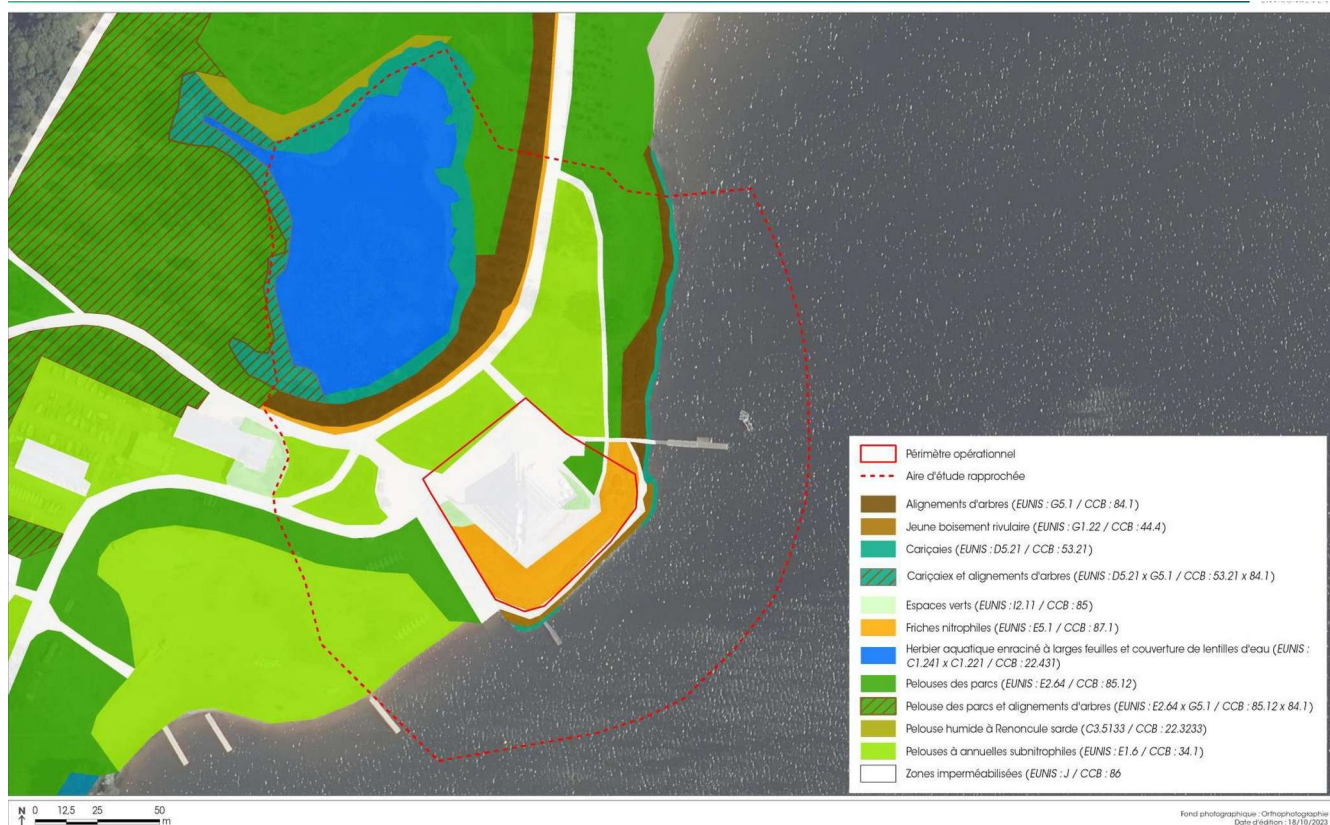 Périmètre opérationnel
Aire d'étude rapprochée
Alignements d'arbres (EUNIS : G5.1 / CCB : 84.1)
Jeune boisement rivulaire (EUNIS : G1.22 / CCB : 44.4)
Cariçaies (EUNIS : D5.21 / CCB : 53.21)
Cariçaiex et alignements d'arbres (EUNIS : D5.21 x G5.1 / CCB : 53.21 x 84.1)
Espaces verts (EUNIS : I2.11 / CCB : 85)
Friches nitrophiles (EUNIS : E5.1 / CCB : 87.1)
Herbier aquatique enraciné à larges feuilles et couverture de lentilles d'eau (EUNIS :
C1.241 x C1.221 / CCB : 22.431)
Pelouses des parcs (EUNIS : E2.64 / CCB : 85.12)
Pelouse des parcs et alignements d'arbres (EUNIS : E2.64 x G5.1 / CCB : 85.12 x 84.1)
Pelouse humide à Renoncule sarde (C3.5133 / CCB : 22.3233)
Pelouses à annuelles subnitrophiles (EUNIS : E1.6 / CCB : 34.1)
Zones imperméabilisées (EUNIS : J / CCB : 86
N 0 12,5 25 50
m
Fond photographique : Orthophotographie
Date d'édition : 18/10/2023